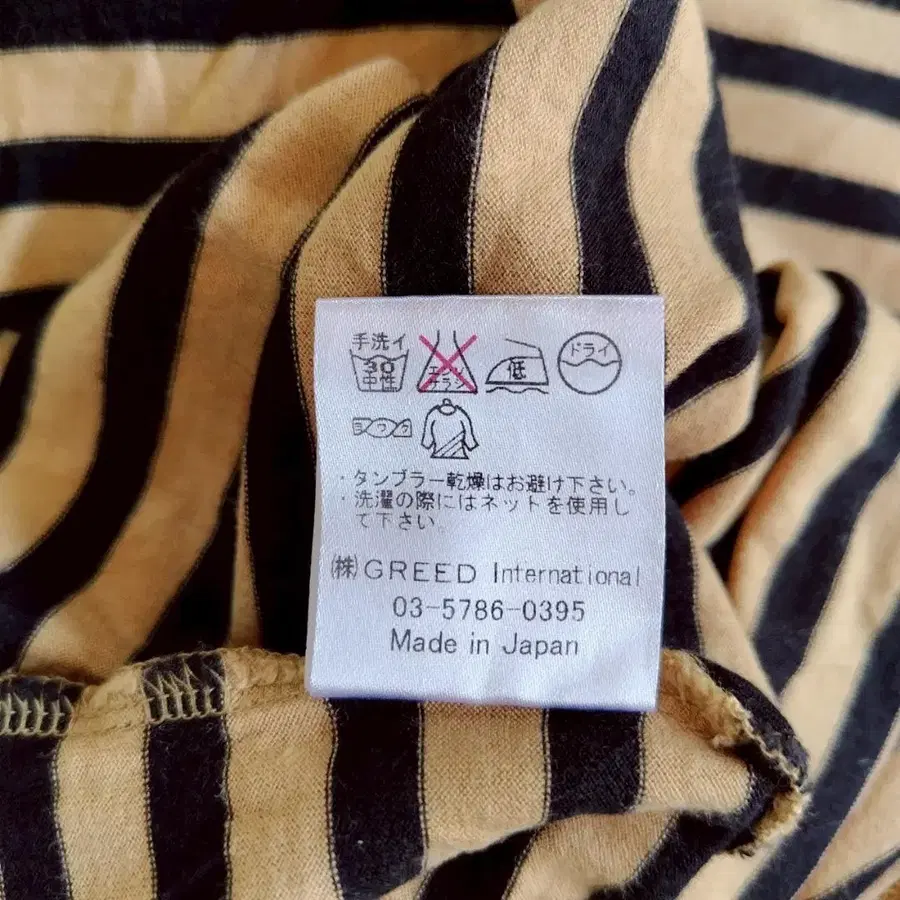 手洗イ
30
中性
エンソ
サラシ
低
ドライ
ヨワク
・タンブラー乾燥はお避け下さい。
・洗濯の際にはネットを使用し
て下さい。
㈱GREED International
03-5786-0395
Made in Japan